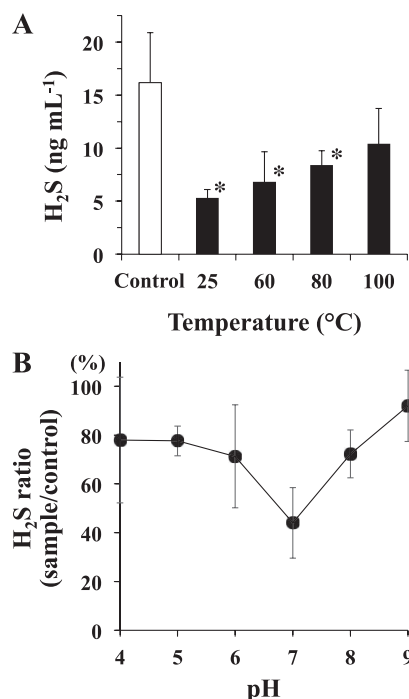 A
H₂S (ng mL⁻¹)
20
15
10
5
0
*
*
*
Control 25 60 80 100
Temperature (°C)
B
(%)
H₂S ratio
(sample/control)
100
80
60
40
20
0
4 5 6 7 8 9
pH